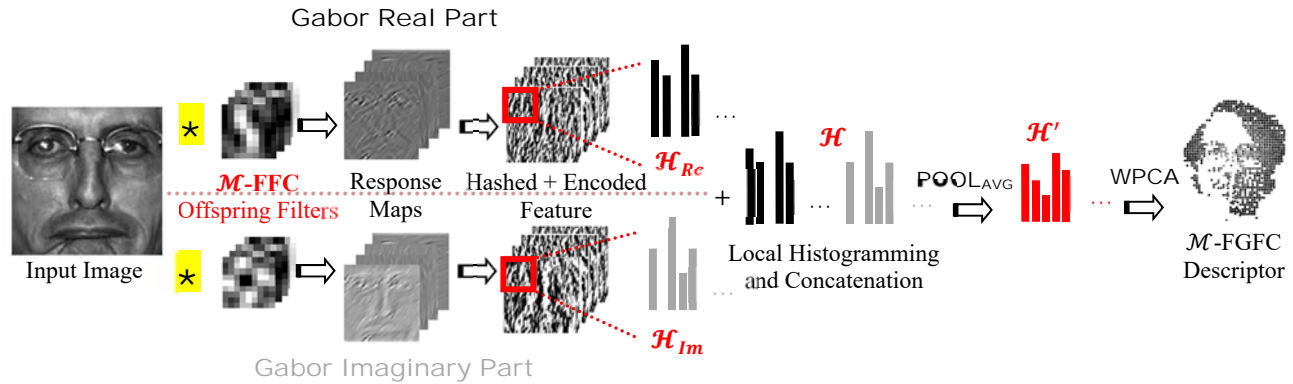 Gabor Real Part
*
ℳ-FFC
Offspring Filters
Response
Maps
Hashed + Encoded
Feature
ℋRe
...
Input Image
*
ℋIm
...
Gabor Imaginary Part
+
ℋ
...
...
Local Histogramming
and Concatenation
POOLAVG
ℋ′
...
WPCA
ℳ-FGFC
Descriptor